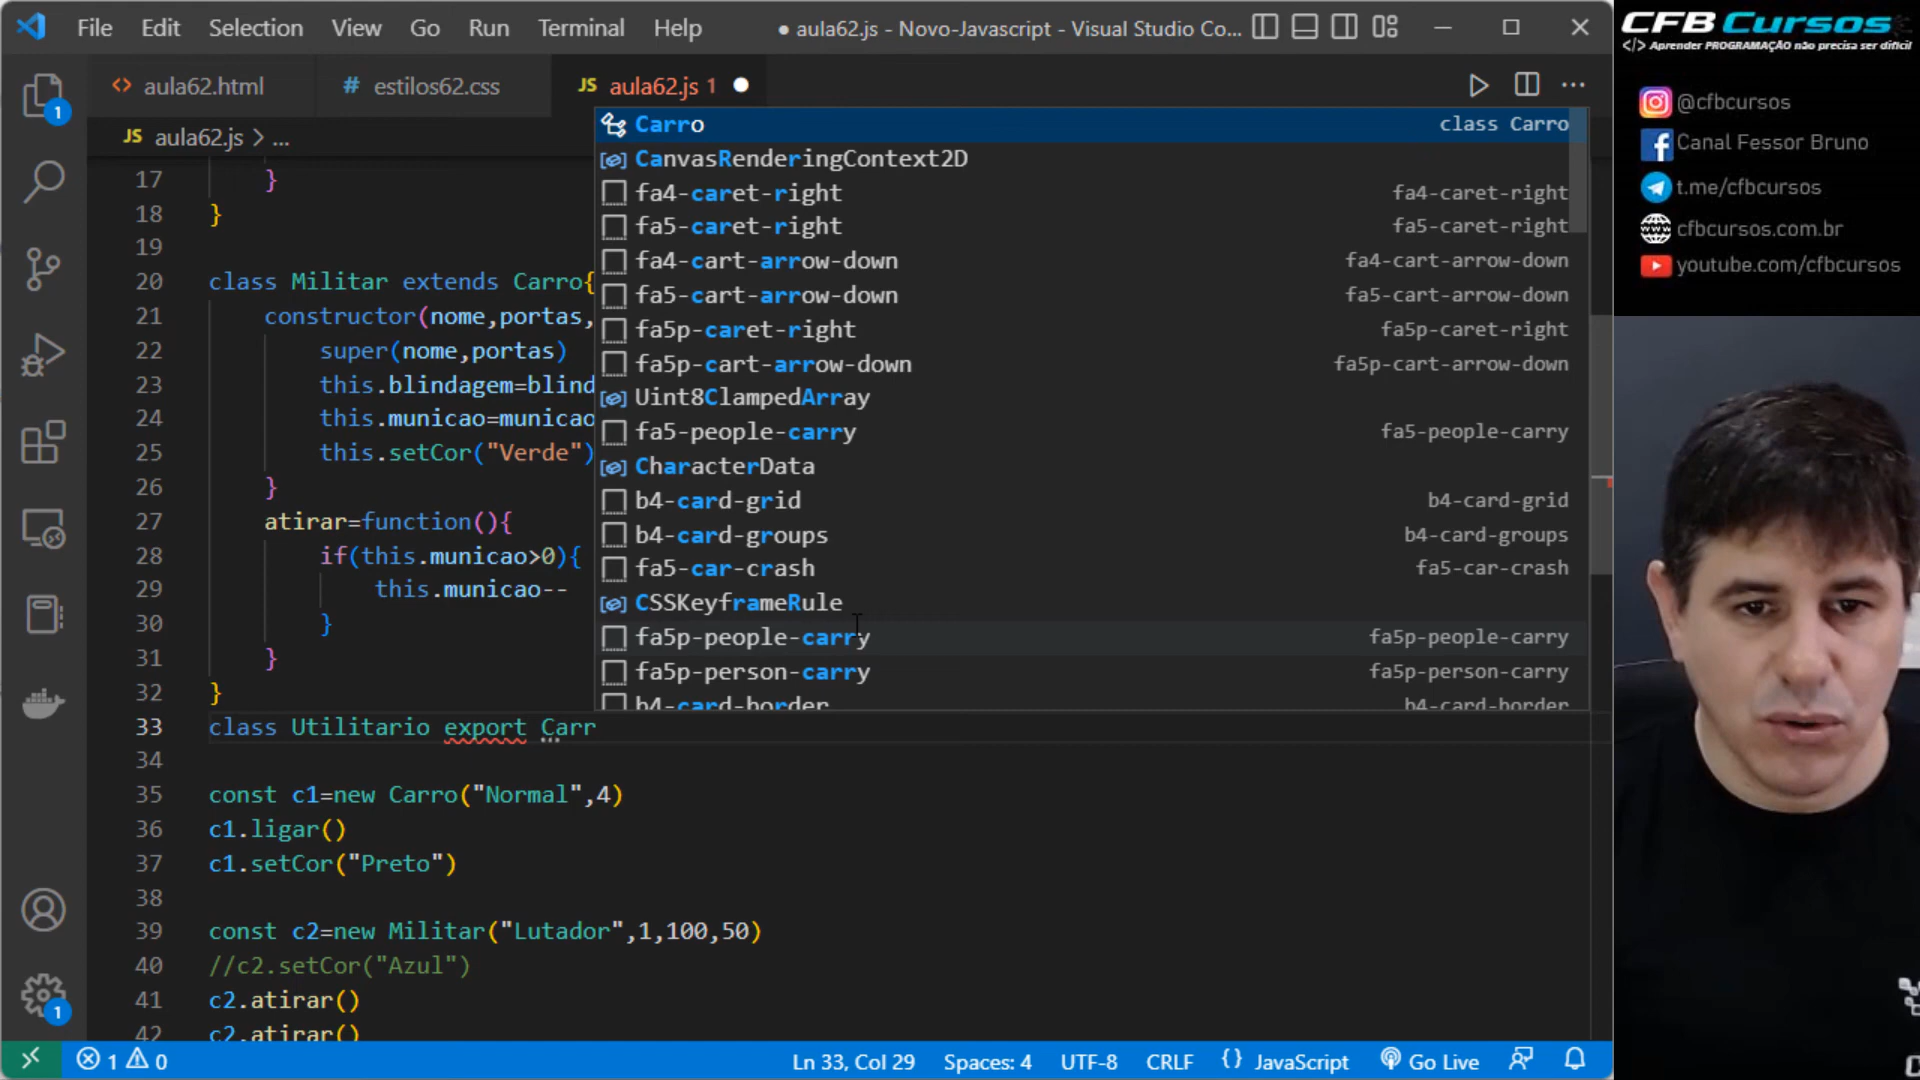 File Edit Selection View Go Run Terminal Help
● aula62.js - Novo-Javascript - Visual Studio Co...
<> aula62.html
# estilos62.css
JS aula62.js 1
JS aula62.js > ...
17 }
18 }
19
20 class Militar extends Carro{
21 constructor(nome,portas,
22 super(nome,portas)
23 this.blindagem=blind
24 this.municao=municao
25 this.setCor("Verde")
26 }
27 atirar=function(){
28 if(this.municao>0){
29 this.municao--
30 }
31 }
32 }
33 class Utilitario export Carr
34
35 const c1=new Carro("Normal",4)
36 c1.ligar()
37 c1.setCor("Preto")
38
39 const c2=new Militar("Lutador",1,100,50)
40 //c2.setCor("Azul")
41 c2.atirar()
42 c2.atirar()
Carro class Carro
CanvasRenderingContext2D
fa4-caret-right fa4-caret-right
fa5-caret-right fa5-caret-right
fa4-cart-arrow-down fa4-cart-arrow-down
fa5-cart-arrow-down fa5-cart-arrow-down
fa5p-caret-right fa5p-caret-right
fa5p-cart-arrow-down fa5p-cart-arrow-down
Uint8ClampedArray
fa5-people-carry fa5-people-carry
CharacterData
b4-card-grid b4-card-grid
b4-card-groups b4-card-groups
fa5-car-crash fa5-car-crash
CSSKeyframeRule
fa5p-people-carry fa5p-people-carry
fa5p-person-carry fa5p-person-carry
b4-card-border b4-card-border
1
1
1 0
Ln 33, Col 29 Spaces: 4 UTF-8 CRLF {} JavaScript Go Live
CFB Cursos
</> Aprender PROGRAMAÇÃO não precisa ser difícil
@cfbcursos
Canal Fessor Bruno
t.me/cfbcursos
cfbcursos.com.br
youtube.com/cfbcursos